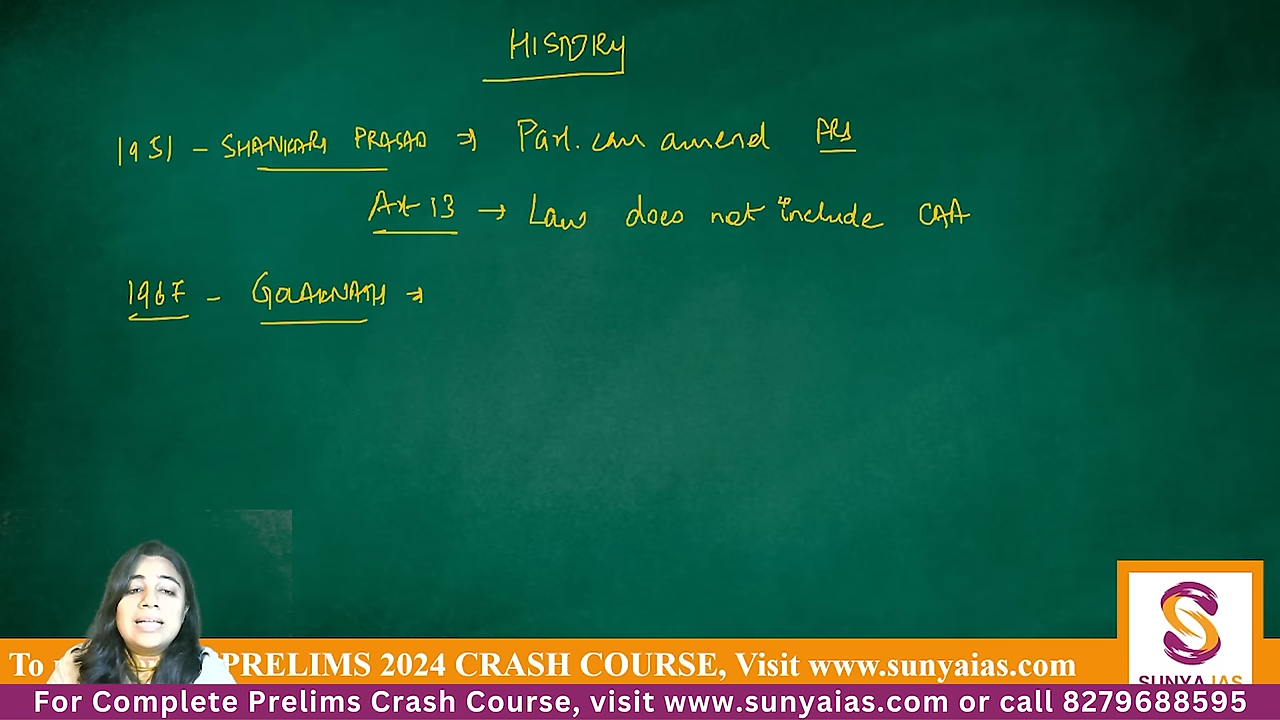 HISTORY
1951 - SHANKARI PRASAD ⇒ Parl. can amend FRs
Art 13 → Law does not include CAA
1967 - GOLAKNATH →
To PRELIMS 2024 CRASH COURSE, Visit www.sunyaias.com
SUNYA IAS
For Complete Prelims Crash Course, visit www.sunyaias.com or call 8279688595